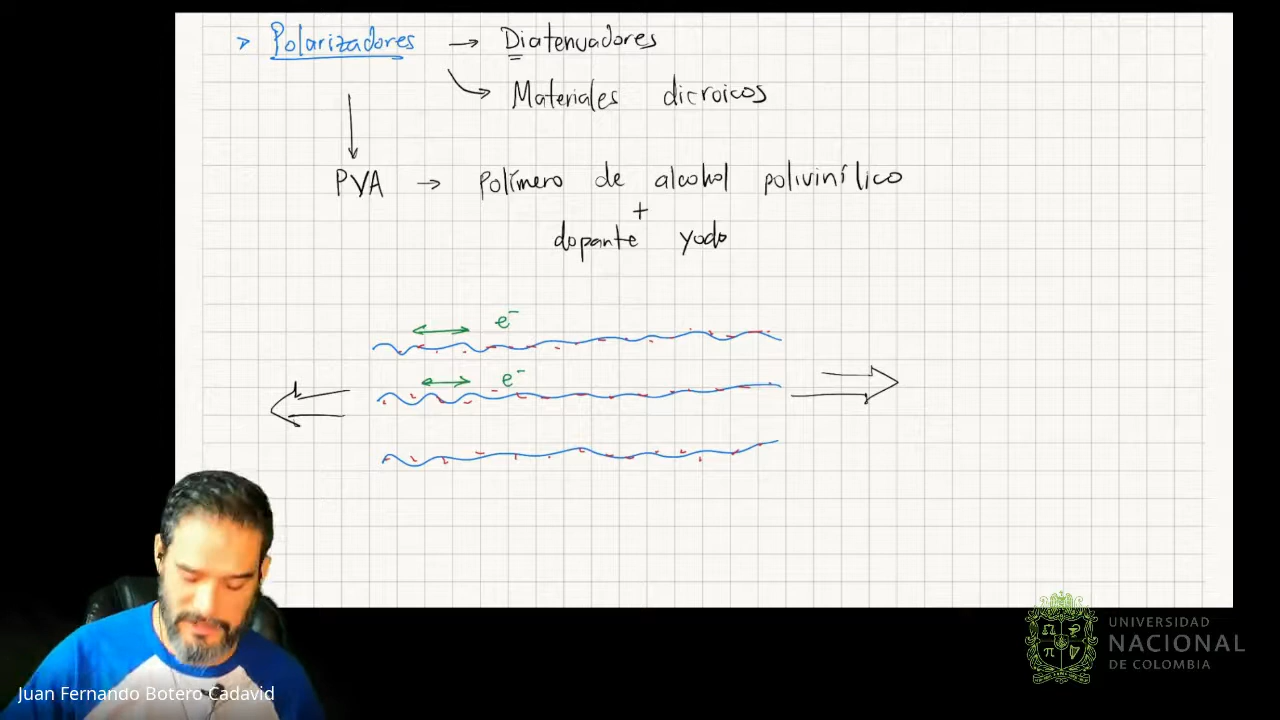 > Polarizadores → Diatenuadores
Materiales dicroicos
PVA → Polímero de alcohol polivinílico
+
dopante yodo
e⁻
e⁻
UNIVERSIDAD
NACIONAL
DE COLOMBIA
Juan Fernando Botero Cadavid